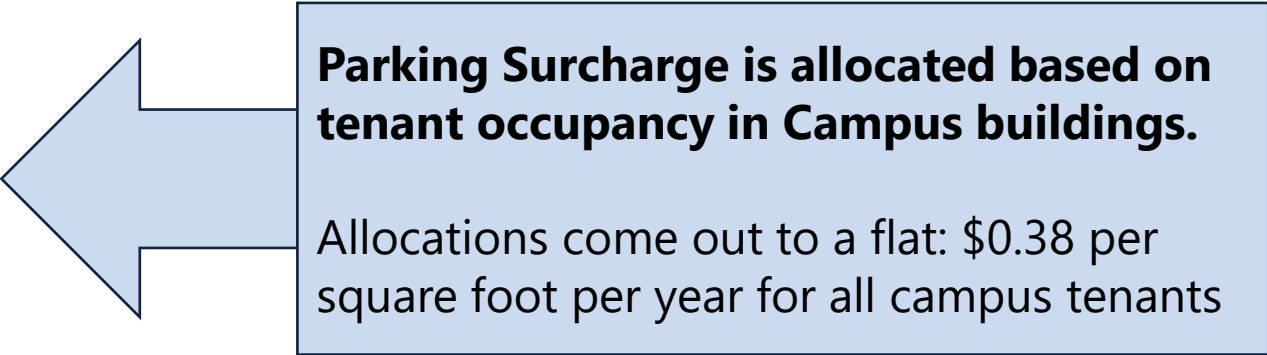 Parking Surcharge is allocated based on
tenant occupancy in Campus buildings.
Allocations come out to a flat: $0.38 per
square foot per year for all campus tenants